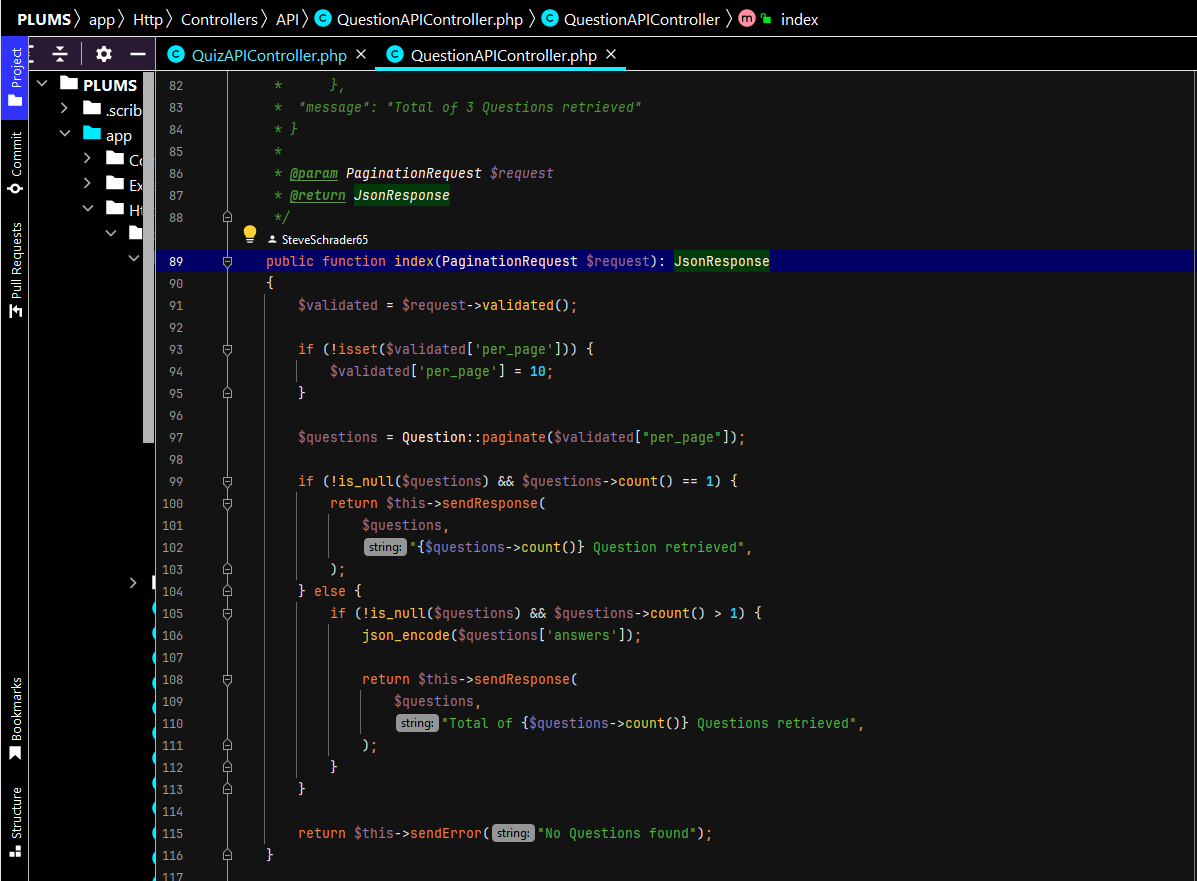 PLUMS app Http Controllers API QuestionAPIController.php QuestionAPIController index
Project
Commit
Pull Requests
Bookmarks
Structure
QuizAPIController.php QuestionAPIController.php
PLUMS
.scrib
app
Co
Ex
Ht
82 * },
83 * "message": "Total of 3 Questions retrieved"
84 * }
85 *
86 * @param PaginationRequest $request
87 * @return JsonResponse
88 */
SteveSchrader65
89 public function index(PaginationRequest $request): JsonResponse
90 {
91 $validated = $request->validated();
92
93 if (!isset($validated['per_page'])) {
94 $validated['per_page'] = 10;
95 }
96
97 $questions = Question::paginate($validated["per_page"]);
98
99 if (!is_null($questions) && $questions->count() == 1) {
100 return $this->sendResponse(
101 $questions,
102 string: "{$questions->count()} Question retrieved",
103 );
104 } else {
105 if (!is_null($questions) && $questions->count() > 1) {
106 json_encode($questions['answers']);
107
108 return $this->sendResponse(
109 $questions,
110 string: "Total of {$questions->count()} Questions retrieved",
111 );
112 }
113 }
114
115 return $this->sendError( string: "No Questions found");
116 }
117